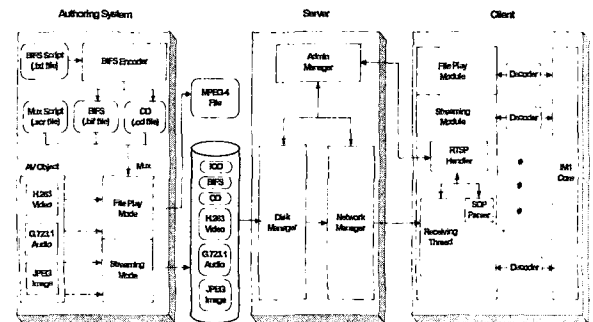 Authoring System
Server
Client
BIFS Script
(.txt file)
BIFS Encoder
Mux Script
(.scr file)
BIFS
(.bif file)
OD
(.od file)
Mux
AV Object
H.263
Video
G.723.1
Audio
JPEG
Image
File Play
Mode
Streaming
Mode
MPEG-4
File
IOD
BIFS
OD
H.263
Video
G.723.1
Audio
JPEG
Image
Admin
Manager
Disk
Manager
Network
Manager
File Play
Module
Streaming
Module
RTSP
Handler
SDP
Parser
Receiving
Thread
Decoder
Decoder
Decoder
IM1
Core